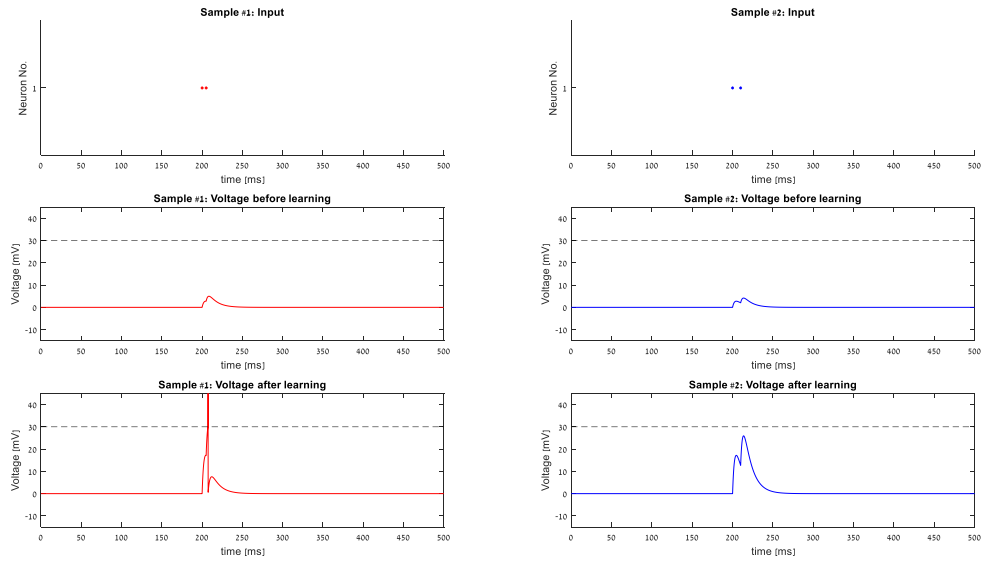 Sample #1: Input
Neuron No.
1
0 50 100 150 200 250 300 350 400 450 500
time [ms]
Sample #2: Input
Neuron No.
1
0 50 100 150 200 250 300 350 400 450 500
time [ms]
Sample #1: Voltage before learning
Voltage [mV]
40
30
20
10
0
-10
0 50 100 150 200 250 300 350 400 450 500
time [ms]
Sample #2: Voltage before learning
Voltage [mV]
40
30
20
10
0
-10
0 50 100 150 200 250 300 350 400 450 500
time [ms]
Sample #1: Voltage after learning
Voltage [mV]
40
30
20
10
0
-10
0 50 100 150 200 250 300 350 400 450 500
time [ms]
Sample #2: Voltage after learning
Voltage [mV]
40
30
20
10
0
-10
0 50 100 150 200 250 300 350 400 450 500
time [ms]